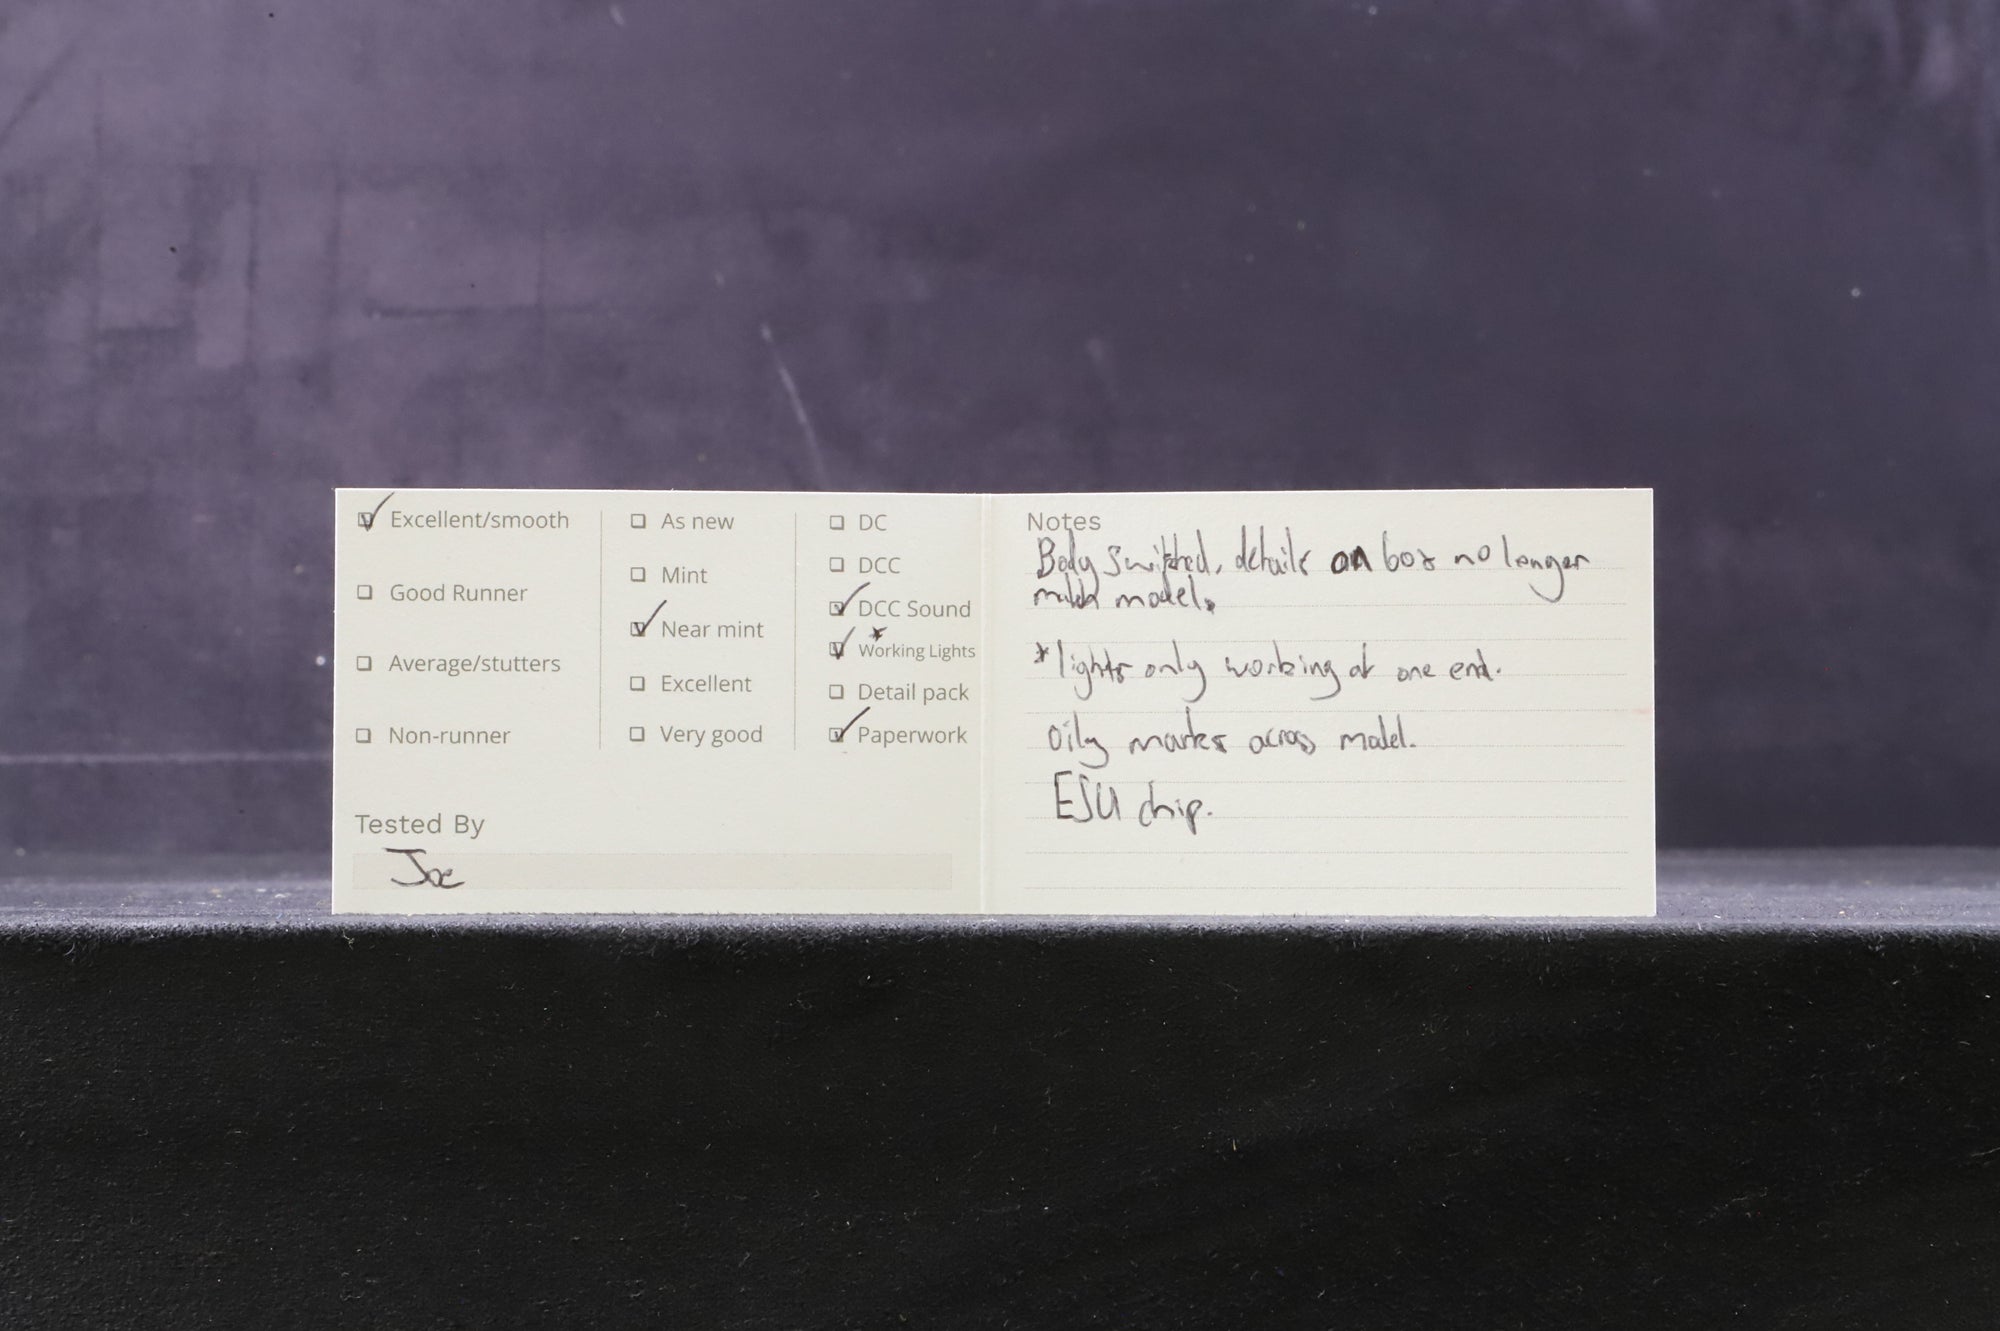 Excellent/smooth
Good Runner
Average/stutters
Non-runner
As new
Mint
Near mint
Excellent
Very good
DC
DCC
DCC Sound
*
Working Lights
Detail pack
Paperwork
Tested By
Joe
Notes
Body switched, details on box no longer
match model.
*lights only working at one end.
Oily marks across model.
ESU chip.